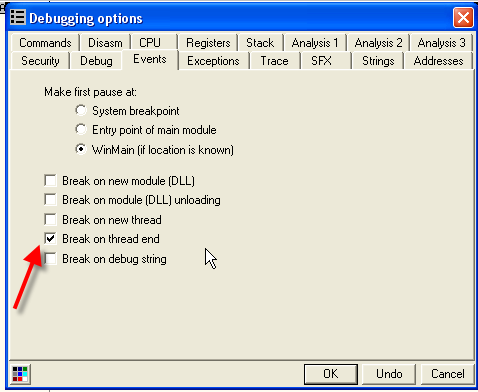 Debugging options
Commands Disasm CPU Registers Stack Analysis 1 Analysis 2 Analysis 3
Security Debug Events Exceptions Trace SFX Strings Addresses
Make first pause at:
System breakpoint
Entry point of main module
WinMain (if location is known)
Break on new module (DLL)
Break on module (DLL) unloading
Break on new thread
Break on thread end
Break on debug string
OK Undo Cancel